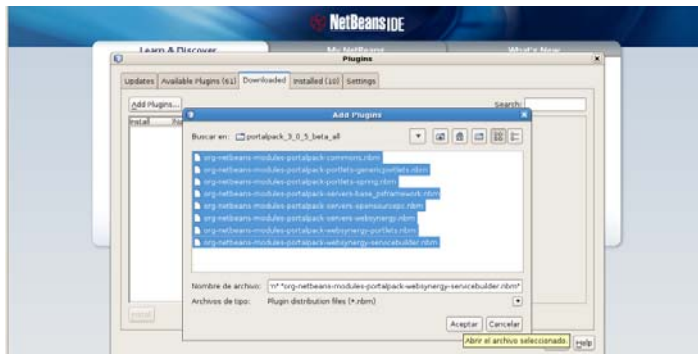 NetBeans IDE
Learn & Discover My NetBeans What's New
Plugins
Updates Available Plugins (61) Downloaded Installed (10) Settings
Add Plugins... Search:
Install
Add Plugins
Buscar en: portalpack_3_0_5_beta_all
org-netbeans-modules-portalpack-commons.nbm
org-netbeans-modules-portalpack-portlets-genericportlets.nbm
org-netbeans-modules-portalpack-portlets-spring.nbm
org-netbeans-modules-portalpack-servers-base_psframework.nbm
org-netbeans-modules-portalpack-servers-opensourcepc.nbm
org-netbeans-modules-portalpack-servers-websynergy.nbm
org-netbeans-modules-portalpack-websynergy-portlets.nbm
org-netbeans-modules-portalpack-websynergy-servicebuilder.nbm
Nombre de archivo: m" "org-netbeans-modules-portalpack-websynergy-servicebuilder.nbm"
Archivos de tipo: Plugin distribution files (*.nbm)
Install
Aceptar Cancelar
Abrir el archivo seleccionado.
Help